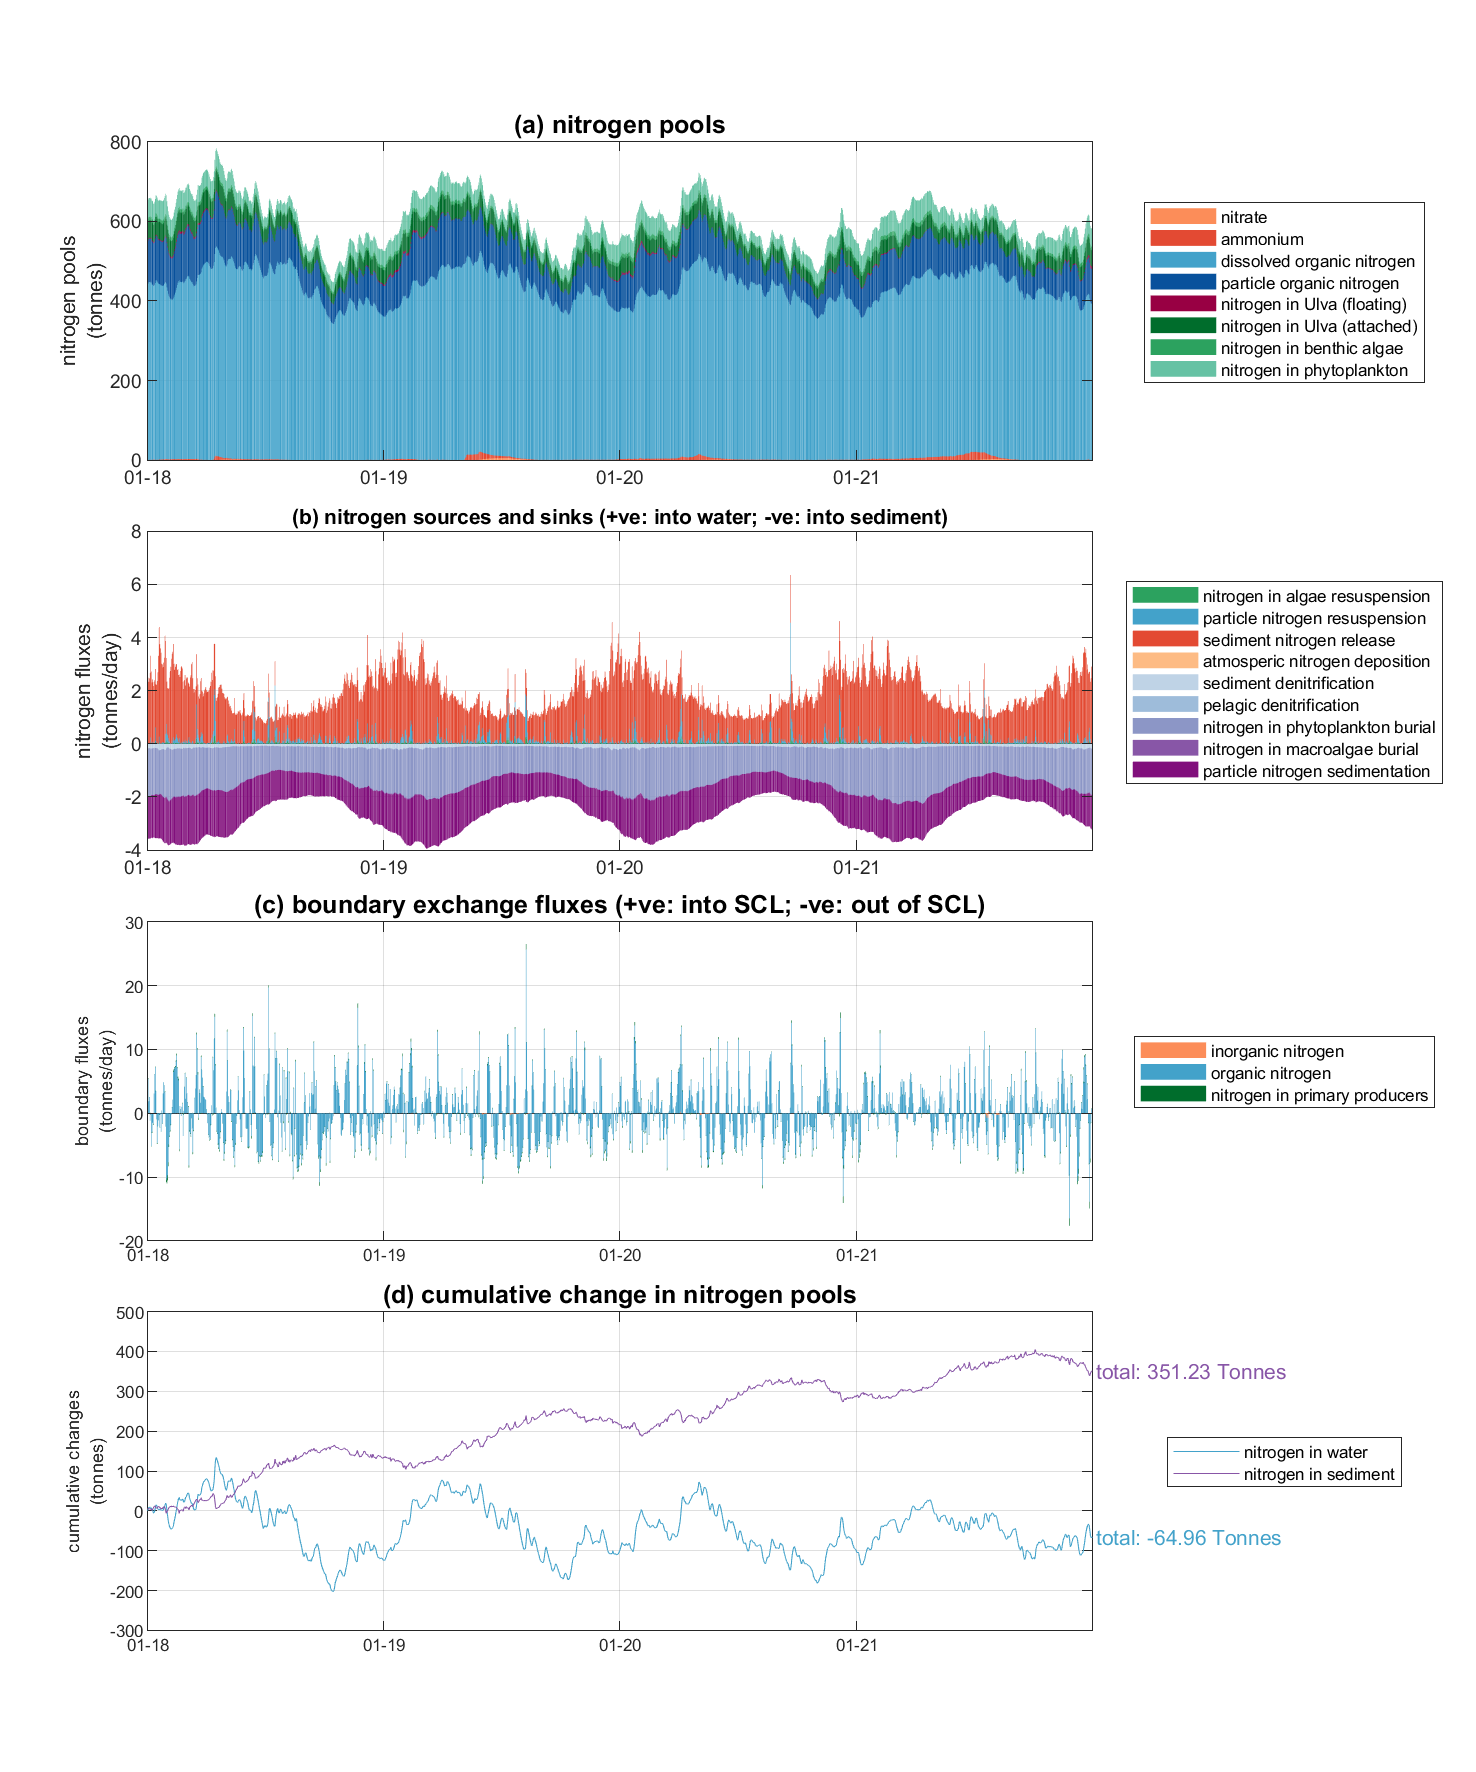 (a) nitrogen pools
800
600
400
200
0
nitrogen pools
(tonnes)
01-18
01-19
01-20
01-21
nitrate
ammonium
dissolved organic nitrogen
particle organic nitrogen
nitrogen in Ulva (floating)
nitrogen in Ulva (attached)
nitrogen in benthic algae
nitrogen in phytoplankton
(b) nitrogen sources and sinks (+ve: into water; -ve: into sediment)
8
6
4
2
0
-2
-4
nitrogen fluxes
(tonnes/day)
01-18
01-19
01-20
01-21
nitrogen in algae resuspension
particle nitrogen resuspension
sediment nitrogen release
atmosperic nitrogen deposition
sediment denitrification
pelagic denitrification
nitrogen in phytoplankton burial
nitrogen in macroalgae burial
particle nitrogen sedimentation
(c) boundary exchange fluxes (+ve: into SCL; -ve: out of SCL)
30
20
10
0
-10
-20
boundary fluxes
(tonnes/day)
01-18
01-19
01-20
01-21
inorganic nitrogen
organic nitrogen
nitrogen in primary producers
(d) cumulative change in nitrogen pools
500
400
300
200
100
0
-100
-200
-300
cumulative changes
(tonnes)
01-18
01-19
01-20
01-21
total: 351.23 Tonnes
nitrogen in water
nitrogen in sediment
total: -64.96 Tonnes